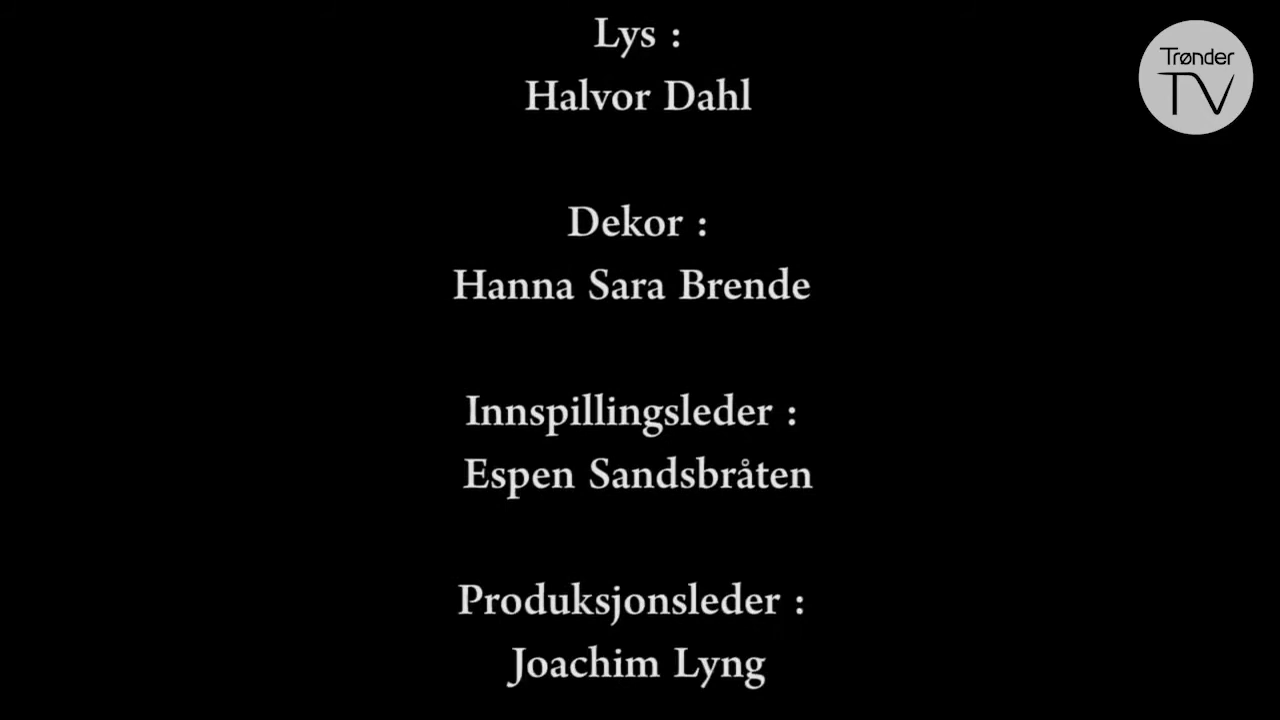 Lys :
Halvor Dahl
Dekor :
Hanna Sara Brende
Innspillingsleder :
Espen Sandsbråten
Produksjonsleder :
Joachim Lyng
Trønder
TV